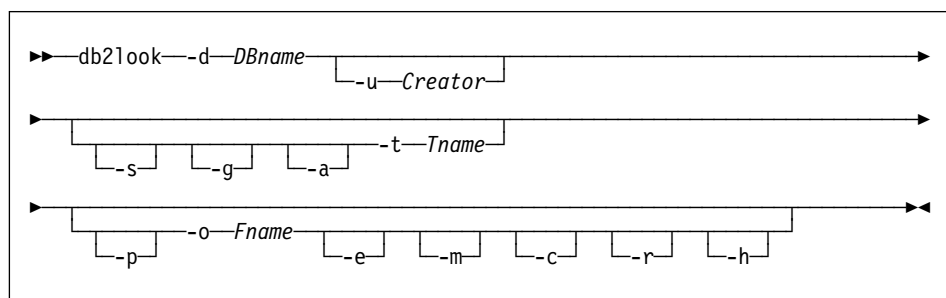 db2look -d DBname
-u Creator
-t Tname
-s -g -a
-o Fname
-p -e -m -c -r -h